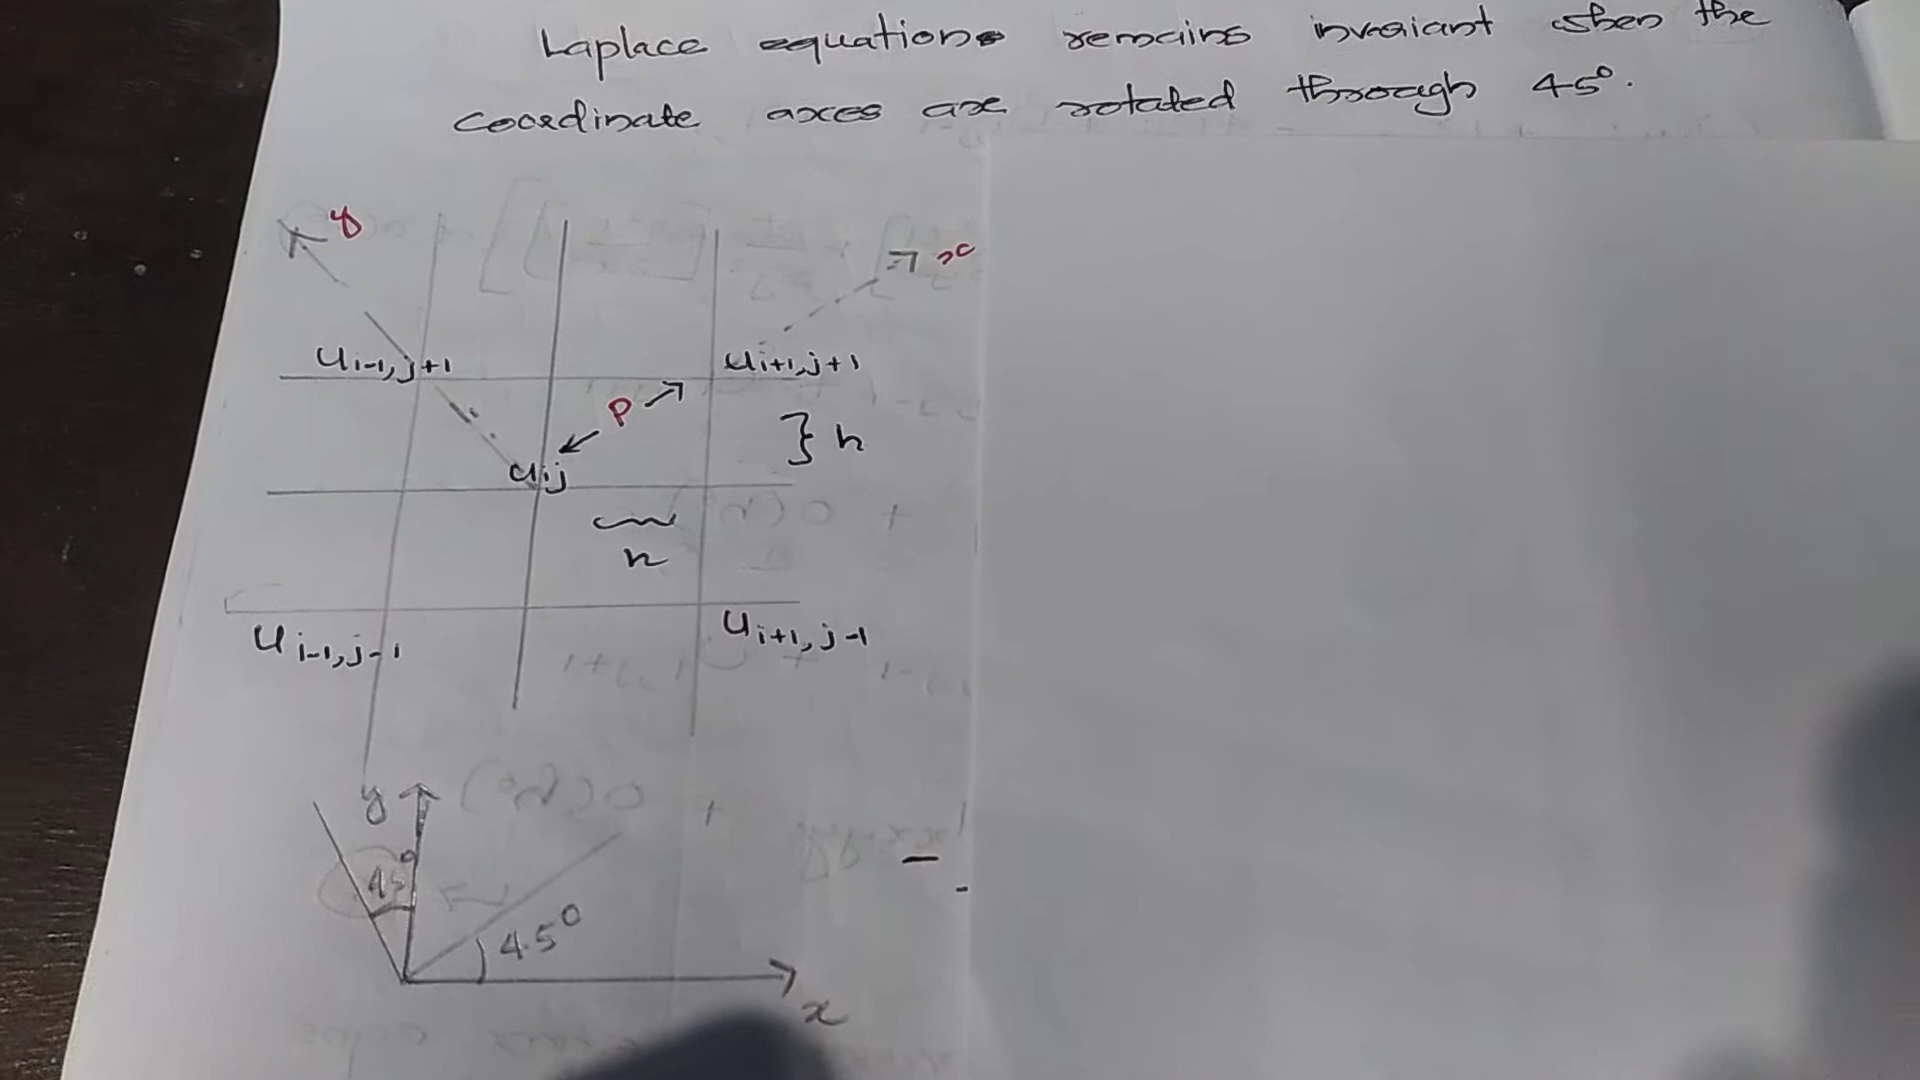 Laplace equations remains invariant when the
coordinate axes are rotated through 45°.
y
x
u i-1,j+1
u i+1,j+1
P
} h
u ij
h
u i-1,j-1
u i+1,j-1
y
45°
45°
x